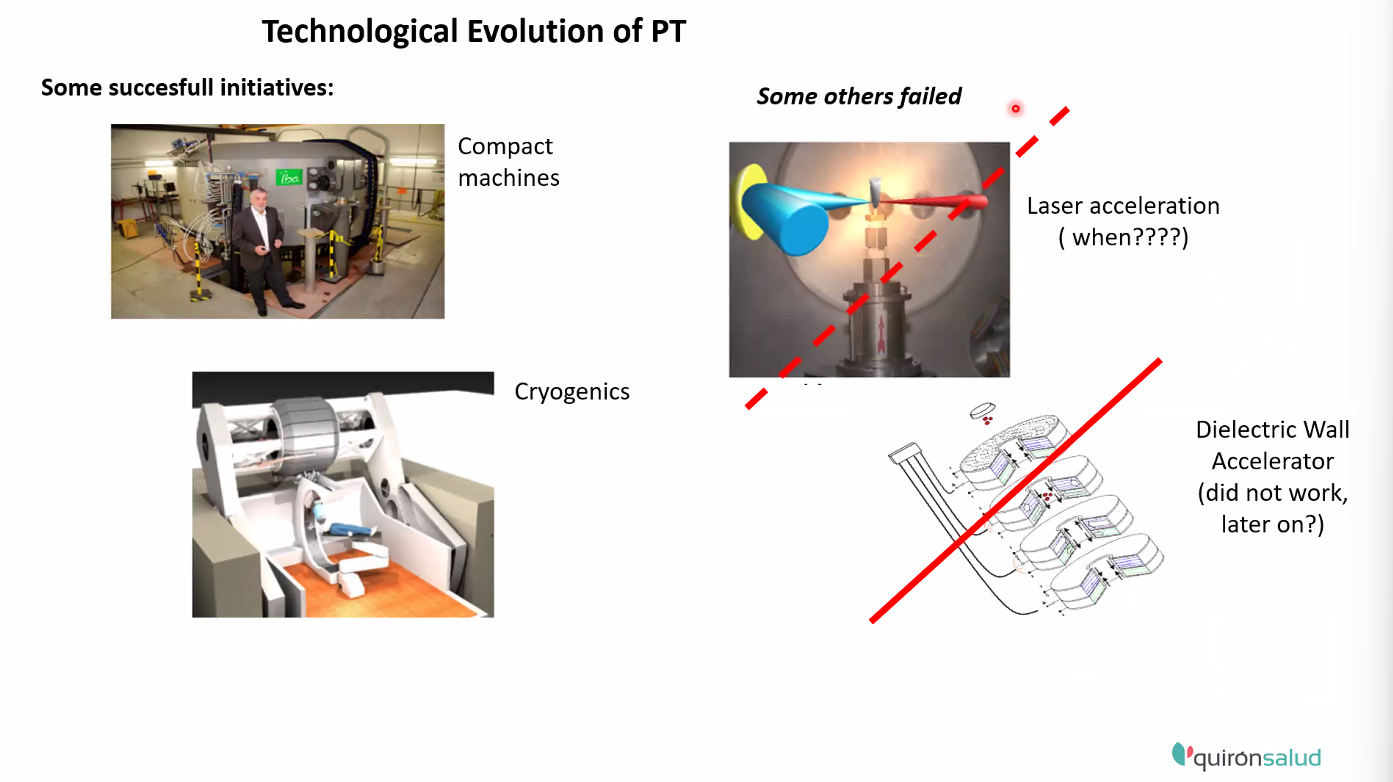 Technological Evolution of PT
Some succesfull initiatives:
Compact
machines
iba
Cryogenics
Some others failed
Laser acceleration
( when????)
Dielectric Wall
Accelerator
(did not work,
later on?)
quirónsalud